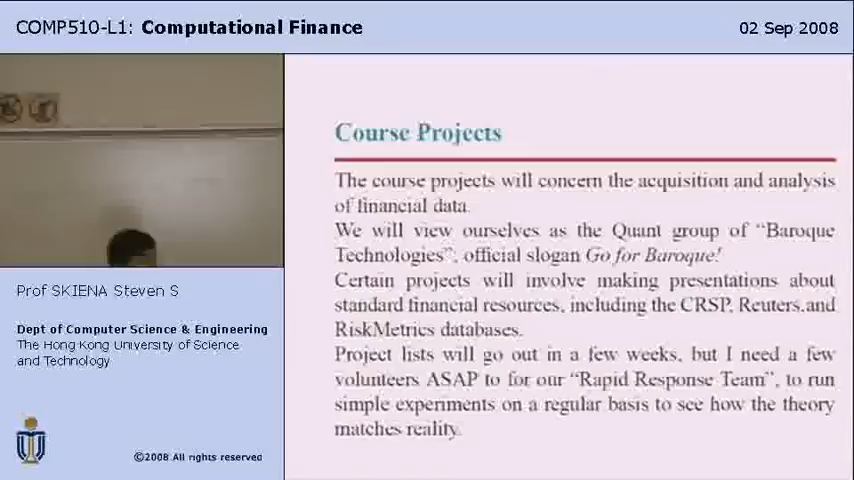 COMP510-L1: Computational Finance
02 Sep 2008
Course Projects
The course projects will concern the acquisition and analysis
of financial data.
We will view ourselves as the Quant group of “Baroque
Technologies”, official slogan Go for Baroque!
Certain projects will involve making presentations about
standard financial resources, including the CRSP, Reuters,and
RiskMetrics databases.
Project lists will go out in a few weeks, but I need a few
volunteers ASAP to for our “Rapid Response Team”, to run
simple experiments on a regular basis to see how the theory
matches reality.
Prof SKIENA Steven S
Dept of Computer Science & Engineering
The Hong Kong University of Science
and Technology
©2008 All rights reserved